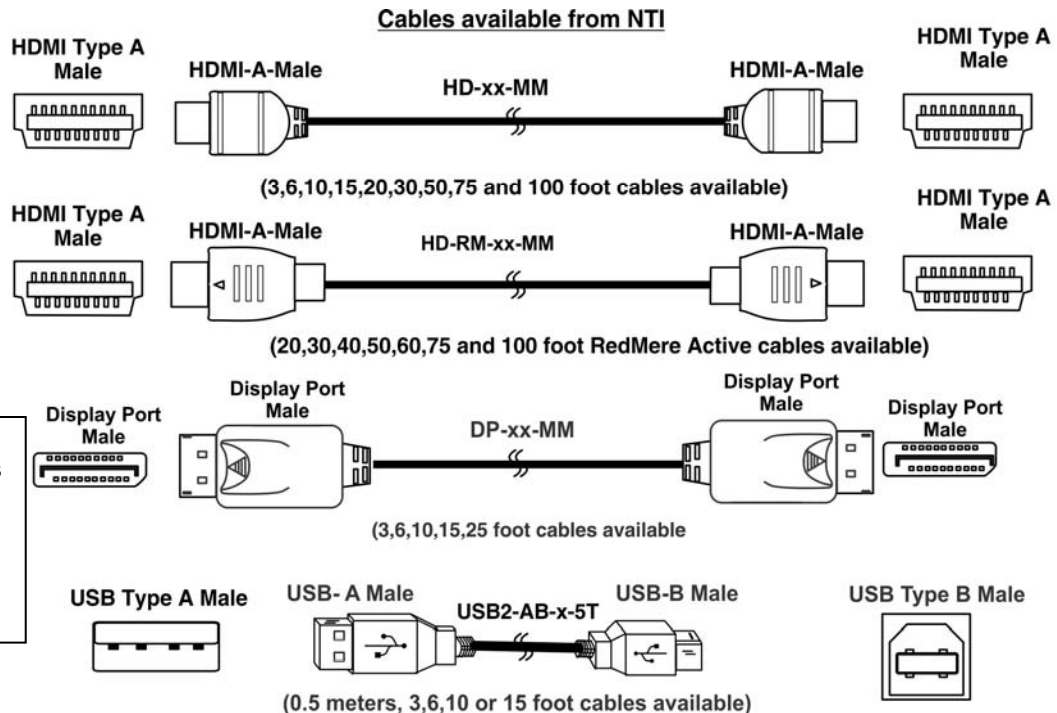 Cables available from NTI
HDMI Type A
Male
HDMI-A-Male
HD-xx-MM
HDMI-A-Male
HDMI Type A
Male
(3,6,10,15,20,30,50,75 and 100 foot cables available)
HDMI Type A
Male
HDMI-A-Male
HD-RM-xx-MM
HDMI-A-Male
HDMI Type A
Male
(20,30,40,50,60,75 and 100 foot RedMere Active cables available)
Display Port
Male
Display Port
Male
DP-xx-MM
Display Port
Male
Display Port
Male
(3,6,10,15,25 foot cables available
USB Type A Male
USB- A Male
USB2-AB-x-5T
USB-B Male
USB Type B Male
(0.5 meters, 3,6,10 or 15 foot cables available)